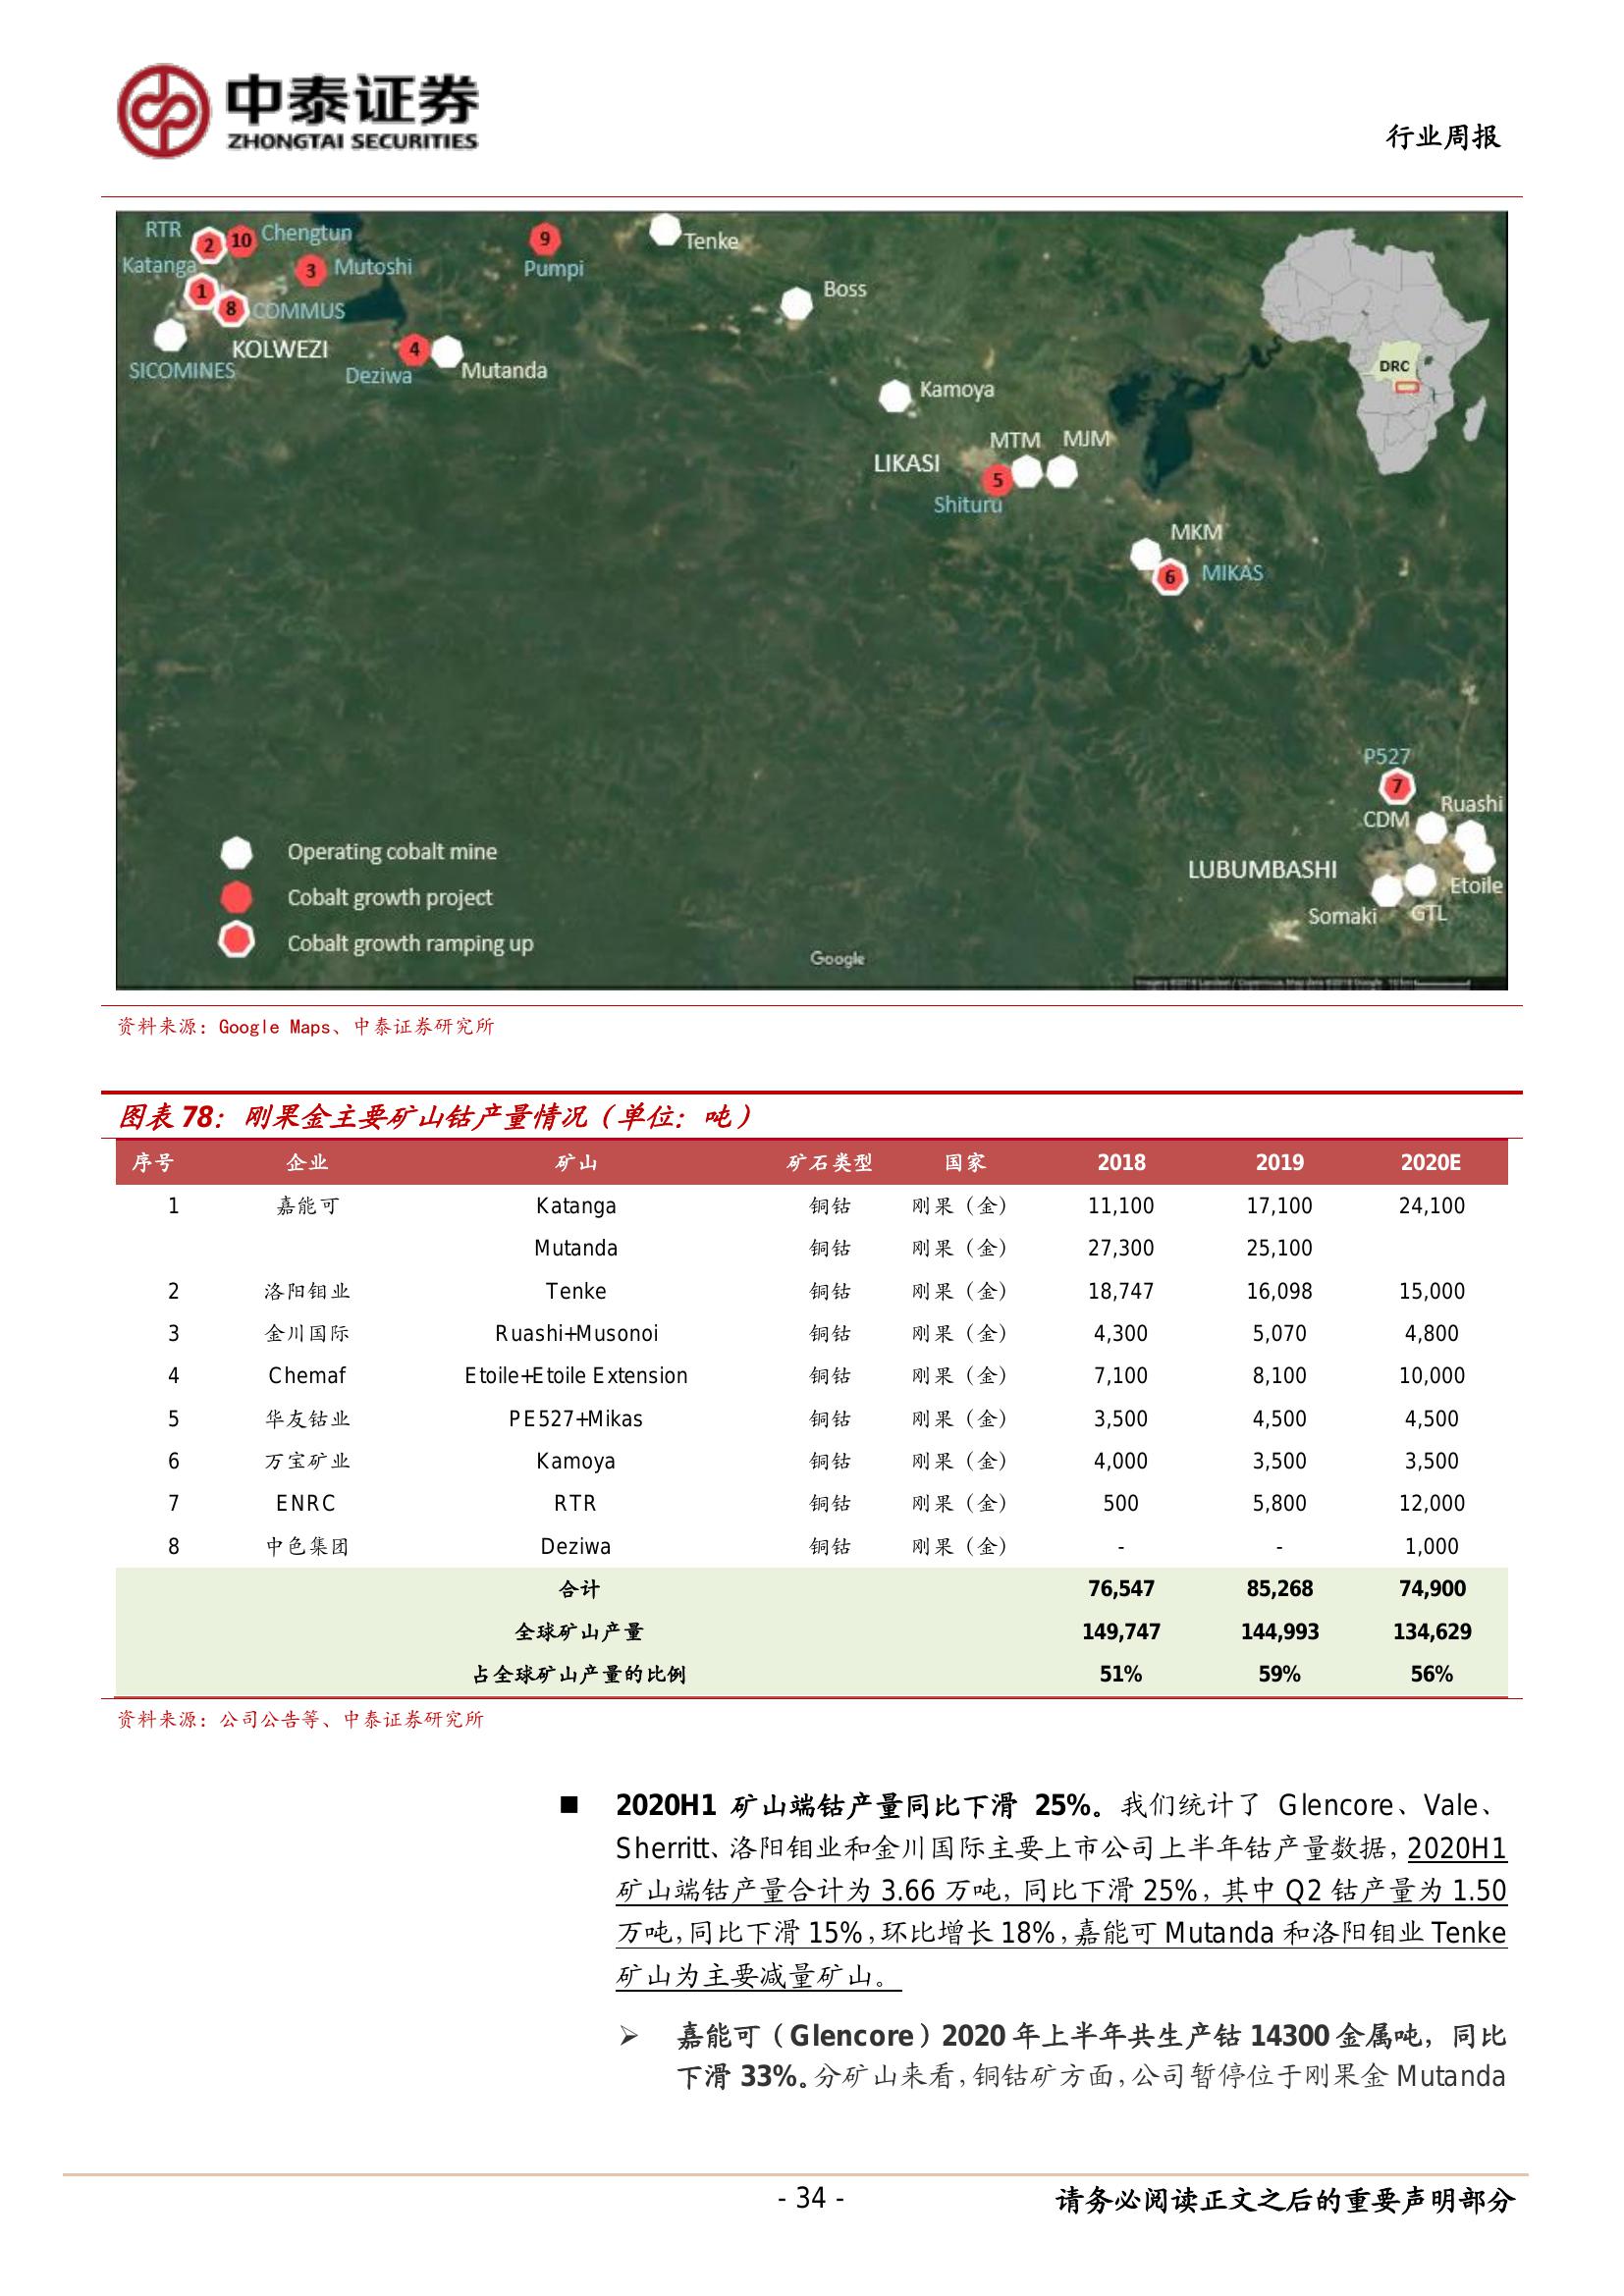 中泰证券
ZHONGTAI SECURITIES
行业周报
RTR
2
10
Chengtun
9
Tenke
Katanga
3
Mutoshi
Pumpi
1
8
COMMUS
Boss
KOLWEZI
SICOMINES
4
Deziwa
Mutanda
DRC
Kamoya
MTM
MJM
LIKASI
5
Shituru
MKM
6
MIKAS
P527
7
Ruashi
CDM
LUBUMBASHI
Etoile
Somaki
GTL
Operating cobalt mine
Cobalt growth project
Cobalt growth ramping up
Google
资料来源：Google Maps、中泰证券研究所
图表 78：刚果金主要矿山钴产量情况（单位：吨）
序号 企业 矿山 矿石类型 国家 2018 2019 2020E
1 嘉能可 Katanga 铜钴 刚果（金） 11,100 17,100 24,100
Mutanda 铜钴 刚果（金） 27,300 25,100
2 洛阳钼业 Tenke 铜钴 刚果（金） 18,747 16,098 15,000
3 金川国际 Ruashi+Musonoi 铜钴 刚果（金） 4,300 5,070 4,800
4 Chemaf Etoile+Etoile Extension 铜钴 刚果（金） 7,100 8,100 10,000
5 华友钴业 PE527+Mikas 铜钴 刚果（金） 3,500 4,500 4,500
6 万宝矿业 Kamoya 铜钴 刚果（金） 4,000 3,500 3,500
7 ENRC RTR 铜钴 刚果（金） 500 5,800 12,000
8 中色集团 Deziwa 铜钴 刚果（金） - - 1,000
合计 76,547 85,268 74,900
全球矿山产量 149,747 144,993 134,629
占全球矿山产量的比例 51% 59% 56%
资料来源：公司公告等、中泰证券研究所
■ 2020H1 矿山端钴产量同比下滑 25%。我们统计了 Glencore、Vale、
Sherritt、洛阳钼业和金川国际主要上市公司上半年钴产量数据，2020H1
矿山端钴产量合计为 3.66 万吨，同比下滑 25%，其中 Q2 钴产量为 1.50
万吨，同比下滑 15%，环比增长 18%，嘉能可 Mutanda 和洛阳钼业 Tenke
矿山为主要减量矿山。
➢ 嘉能可（Glencore）2020 年上半年共生产钴 14300 金属吨，同比
下滑 33%。分矿山来看，铜钴矿方面，公司暂停位于刚果金 Mutanda
- 34 -
请务必阅读正文之后的重要声明部分